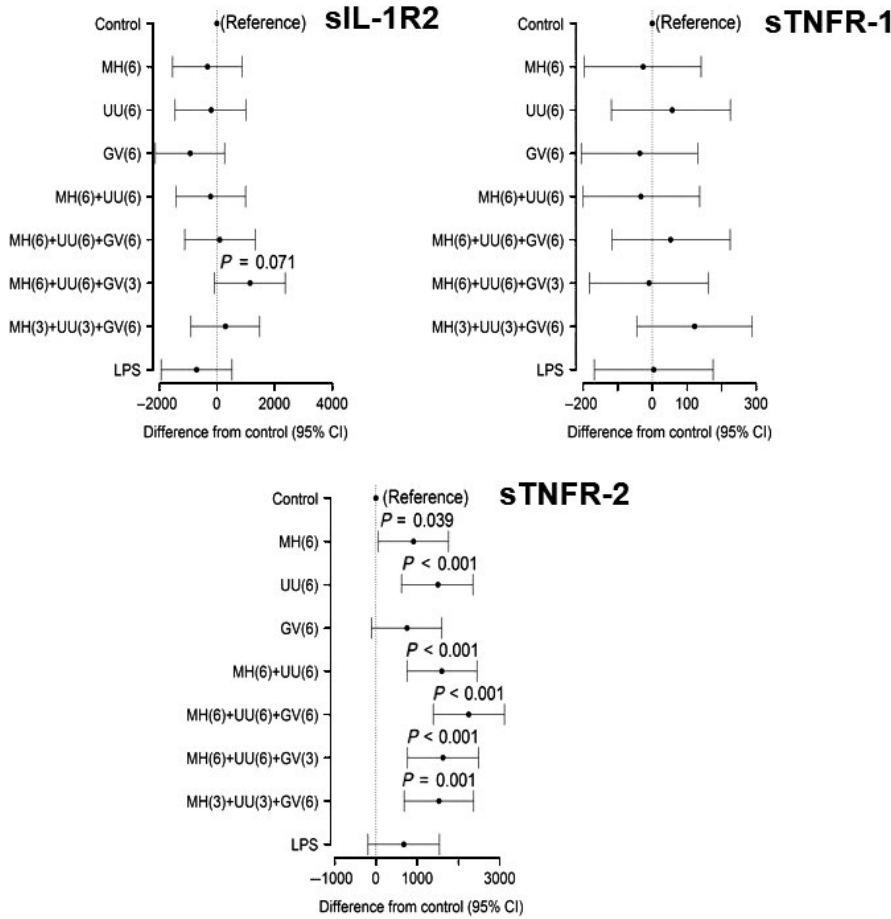 sIL-1R2
Control
(Reference)
MH(6)
UU(6)
GV(6)
MH(6)+UU(6)
MH(6)+UU(6)+GV(6)
P = 0.071
MH(6)+UU(6)+GV(3)
MH(3)+UU(3)+GV(6)
LPS
–2000 0 2000 4000
Difference from control (95% CI)
sTNFR-1
Control
(Reference)
MH(6)
UU(6)
GV(6)
MH(6)+UU(6)
MH(6)+UU(6)+GV(6)
MH(6)+UU(6)+GV(3)
MH(3)+UU(3)+GV(6)
LPS
–200 0 100 300
Difference from control (95% CI)
sTNFR-2
Control
(Reference)
P = 0.039
MH(6)
P < 0.001
UU(6)
GV(6)
P < 0.001
MH(6)+UU(6)
P < 0.001
MH(6)+UU(6)+GV(6)
P < 0.001
MH(6)+UU(6)+GV(3)
P = 0.001
MH(3)+UU(3)+GV(6)
LPS
–1000 0 1000 3000
Difference from control (95% CI)